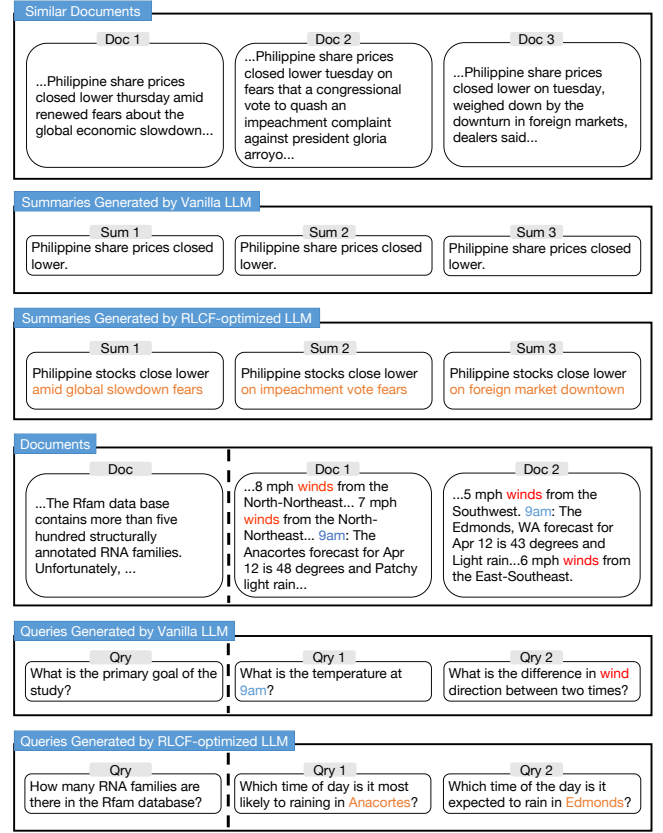 Similar Documents
Doc 1
...Philippine share prices
closed lower thursday amid
renewed fears about the
global economic slowdown...
Doc 2
...Philippine share prices
closed lower tuesday on
fears that a congressional
vote to quash an
impeachment complaint
against president gloria
arroyo...
Doc 3
...Philippine share prices
closed lower on tuesday,
weighed down by the
downturn in foreign markets,
dealers said...
Summaries Generated by Vanilla LLM
Sum 1
Philippine share prices closed
lower.
Sum 2
Philippine share prices closed
lower.
Sum 3
Philippine share prices closed
lower.
Summaries Generated by RLCF-optimized LLM
Sum 1
Philippine stocks close lower
amid global slowdown fears
Sum 2
Philippine stocks close lower
on impeachment vote fears
Sum 3
Philippine stocks close lower
on foreign market downtown
Documents
Doc
...The Rfam data base
contains more than five
hundred structurally
annotated RNA families.
Unfortunately, ...
Doc 1
...8 mph winds from the
North-Northeast... 7 mph
winds from the North-
Northeast... 9am: The
Anacortes forecast for Apr
12 is 48 degrees and Patchy
light rain...
Doc 2
...5 mph winds from the
Southwest. 9am: The
Edmonds, WA forecast for
Apr 12 is 43 degrees and
Light rain...6 mph winds from
the East-Southeast.
Queries Generated by Vanilla LLM
Qry
What is the primary goal of the
study?
Qry 1
What is the temperature at
9am?
Qry 2
What is the difference in wind
direction between two times?
Queries Generated by RLCF-optimized LLM
Qry
How many RNA families are
there in the Rfam database?
Qry 1
Which time of day is it most
likely to raining in Anacortes?
Qry 2
Which time of the day is it
expected to rain in Edmonds?